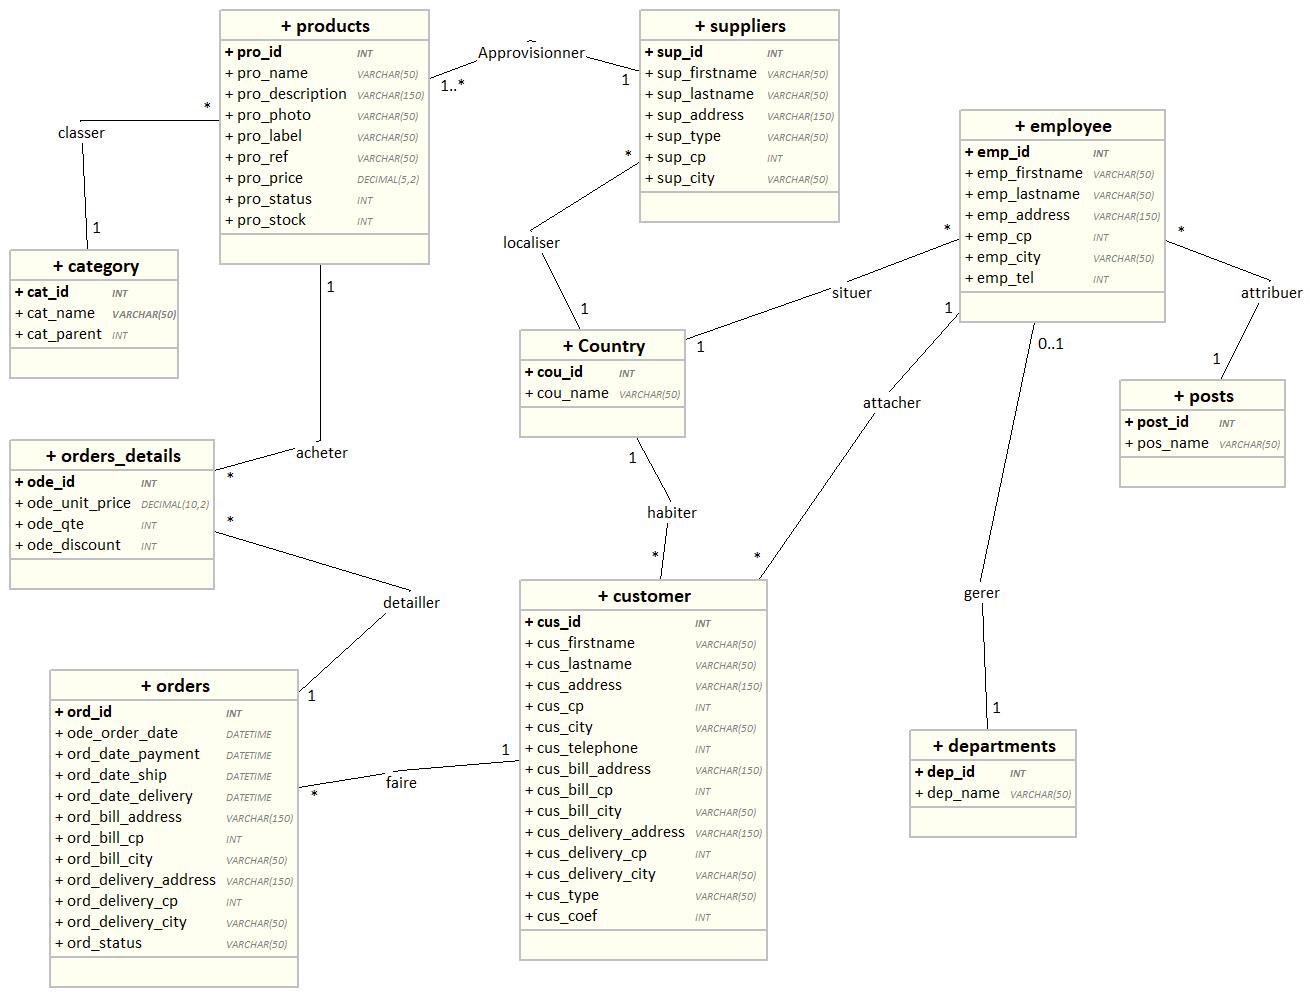 + products
+ pro_id INT
+ pro_name VARCHAR(50)
+ pro_description VARCHAR(150)
+ pro_photo VARCHAR(50)
+ pro_label VARCHAR(50)
+ pro_ref VARCHAR(50)
+ pro_price DECIMAL(5,2)
+ pro_status INT
+ pro_stock INT
1..*
~
Approvisionner
1
+ suppliers
+ sup_id INT
+ sup_firstname VARCHAR(50)
+ sup_lastname VARCHAR(50)
+ sup_address VARCHAR(150)
+ sup_type VARCHAR(50)
+ sup_cp INT
+ sup_city VARCHAR(50)
*
classer
1
+ category
+ cat_id INT
+ cat_name VARCHAR(50)
+ cat_parent INT
*
localiser
1
+ Country
+ cou_id INT
+ cou_name VARCHAR(50)
+ employee
+ emp_id INT
+ emp_firstname VARCHAR(50)
+ emp_lastname VARCHAR(50)
+ emp_address VARCHAR(150)
+ emp_cp INT
+ emp_city VARCHAR(50)
+ emp_tel INT
*
situer
1
*
attribuer
1
+ posts
+ post_id INT
+ pos_name VARCHAR(50)
1
acheter
*
+ orders_details
+ ode_id INT
+ ode_unit_price DECIMAL(10,2)
+ ode_qte INT
+ ode_discount INT
*
detailler
1
1
habiter
*
1
attacher
*
0..1
gerer
1
+ departments
+ dep_id INT
+ dep_name VARCHAR(50)
+ orders
+ ord_id INT
+ ode_order_date DATETIME
+ ord_date_payment DATETIME
+ ord_date_ship DATETIME
+ ord_date_delivery DATETIME
+ ord_bill_address VARCHAR(150)
+ ord_bill_cp INT
+ ord_bill_city VARCHAR(50)
+ ord_delivery_address VARCHAR(150)
+ ord_delivery_cp INT
+ ord_delivery_city VARCHAR(50)
+ ord_status VARCHAR(50)
*
faire
1
+ customer
+ cus_id INT
+ cus_firstname VARCHAR(50)
+ cus_lastname VARCHAR(50)
+ cus_address VARCHAR(150)
+ cus_cp INT
+ cus_city VARCHAR(50)
+ cus_telephone INT
+ cus_bill_address VARCHAR(150)
+ cus_bill_cp INT
+ cus_bill_city VARCHAR(50)
+ cus_delivery_address VARCHAR(150)
+ cus_delivery_cp INT
+ cus_delivery_city VARCHAR(50)
+ cus_type VARCHAR(50)
+ cus_coef INT